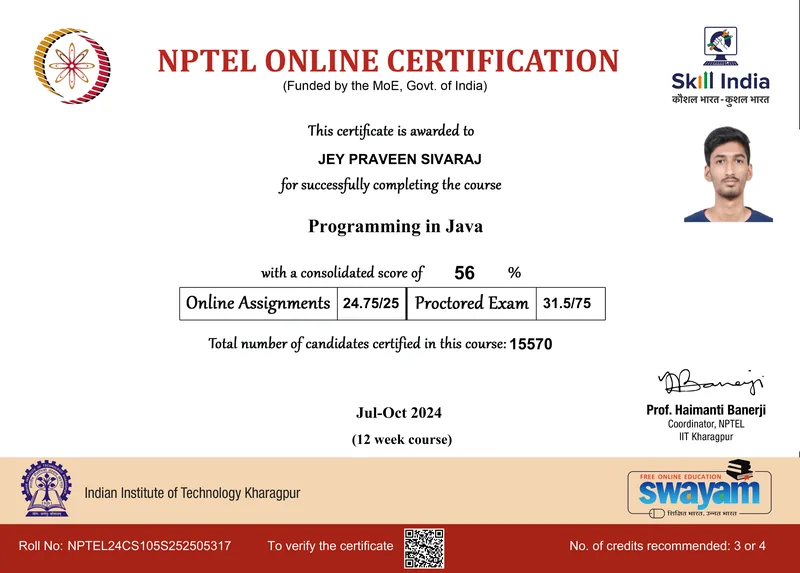 NPTEL ONLINE CERTIFICATION
(Funded by the MoE, Govt. of India)
Skill India
कौशल भारत - कुशल भारत
This certificate is awarded to
JEY PRAVEEN SIVARAJ
for successfully completing the course
Programming in Java
with a consolidated score of 56 %
Online Assignments 24.75/25 Proctored Exam 31.5/75
Total number of candidates certified in this course: 15570
Jul-Oct 2024
(12 week course)
Prof. Haimanti Banerji
Coordinator, NPTEL
IIT Kharagpur
Indian Institute of Technology Kharagpur
FREE ONLINE EDUCATION
swayam
शिक्षित भारत, उन्नत भारत
Roll No: NPTEL24CS105S252505317 To verify the certificate No. of credits recommended: 3 or 4